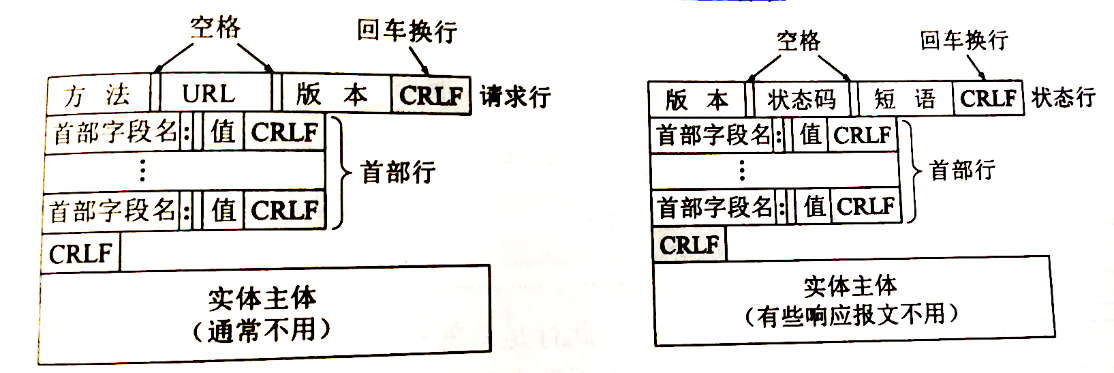 空格 回车换行
方 法 URL 版 本 CRLF 请求行
首部字段名: 值 CRLF
⋮ 首部行
首部字段名: 值 CRLF
CRLF
实体主体
(通常不用)
空格 回车换行
版 本 状态码 短 语 CRLF 状态行
首部字段名: 值 CRLF
⋮ 首部行
首部字段名: 值 CRLF
CRLF
实体主体
(有些响应报文不用)